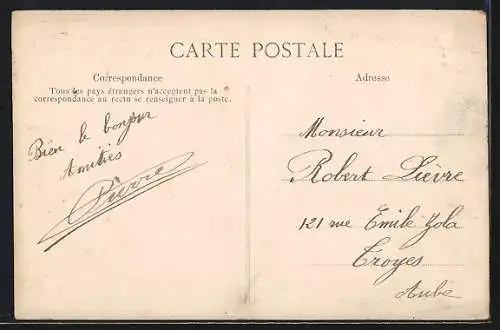 CARTE POSTALE
Correspondance
Tous les pays étrangers n'acceptent pas la
correspondance au recto se renseigner à la poste.
Bien le bonjour
Amitiés
Lièvre
Adresse
Monsieur
Robert Lièvre
121 rue Emile Zola
Troyes
Aube